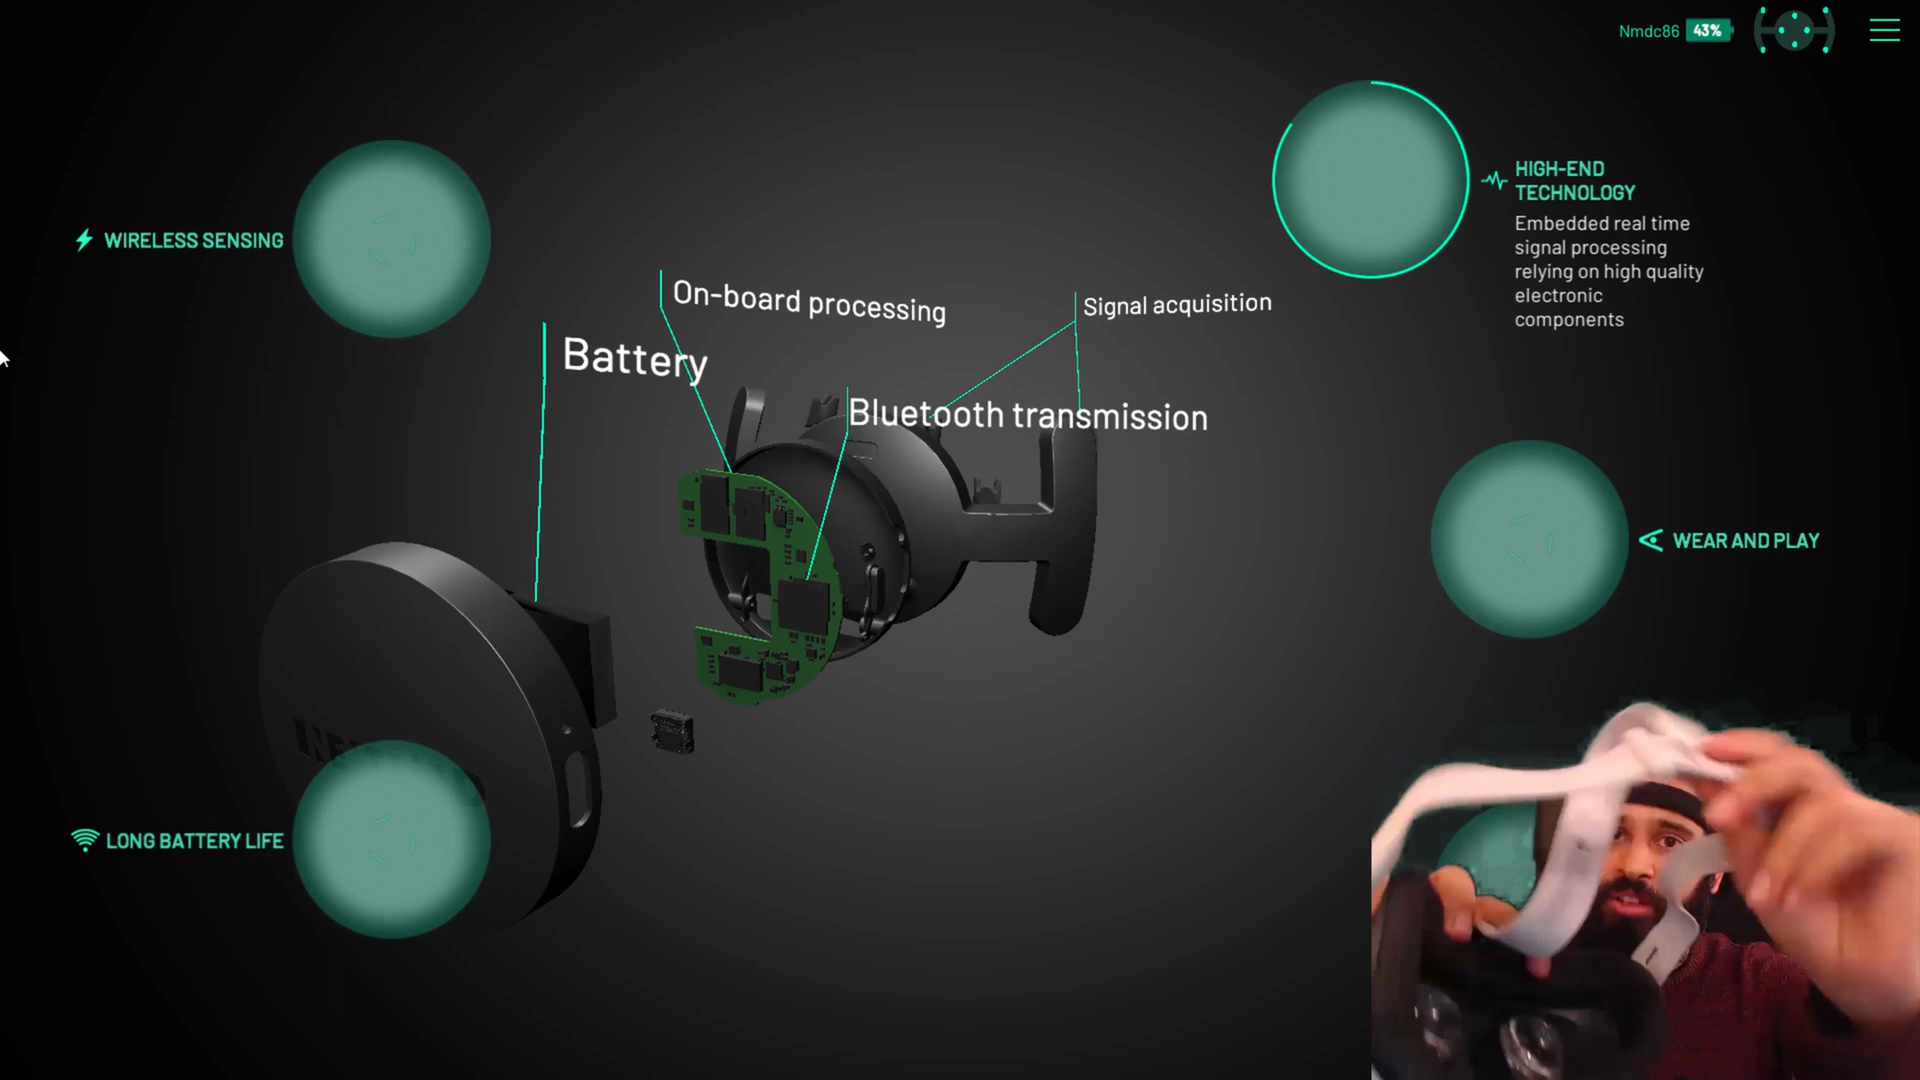 Nmdc86 43%
HIGH-END
TECHNOLOGY
Embedded real time
signal processing
relying on high quality
electronic
components
WIRELESS SENSING
On-board processing
Signal acquisition
Battery
Bluetooth transmission
WEAR AND PLAY
LONG BATTERY LIFE